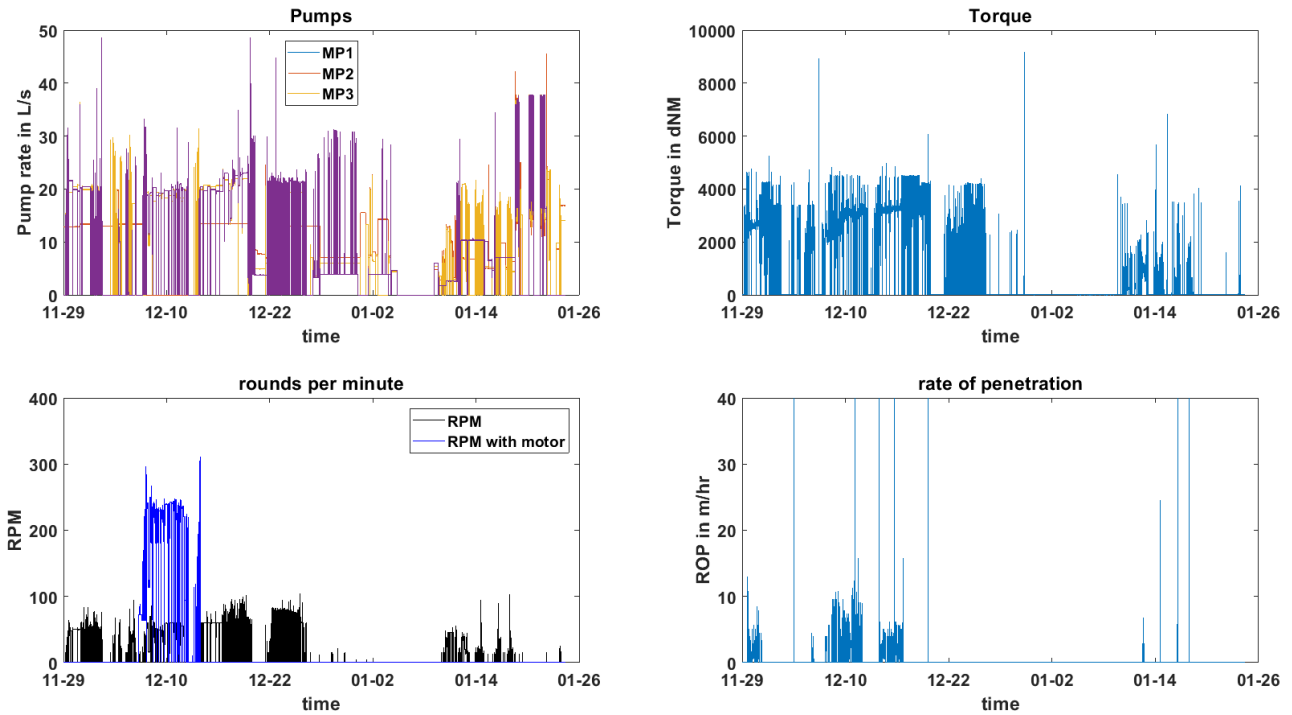 Pumps
Pump rate in L/s
50
40
30
20
10
0
MP1
MP2
MP3
11-29 12-10 12-22 01-02 01-14 01-26
time
Torque
Torque in dNM
10000
8000
6000
4000
2000
0
11-29 12-10 12-22 01-02 01-14 01-26
time
rounds per minute
RPM
400
300
200
100
0
RPM
RPM with motor
11-29 12-10 12-22 01-02 01-14 01-26
time
rate of penetration
ROP in m/hr
40
30
20
10
0
11-29 12-10 12-22 01-02 01-14 01-26
time